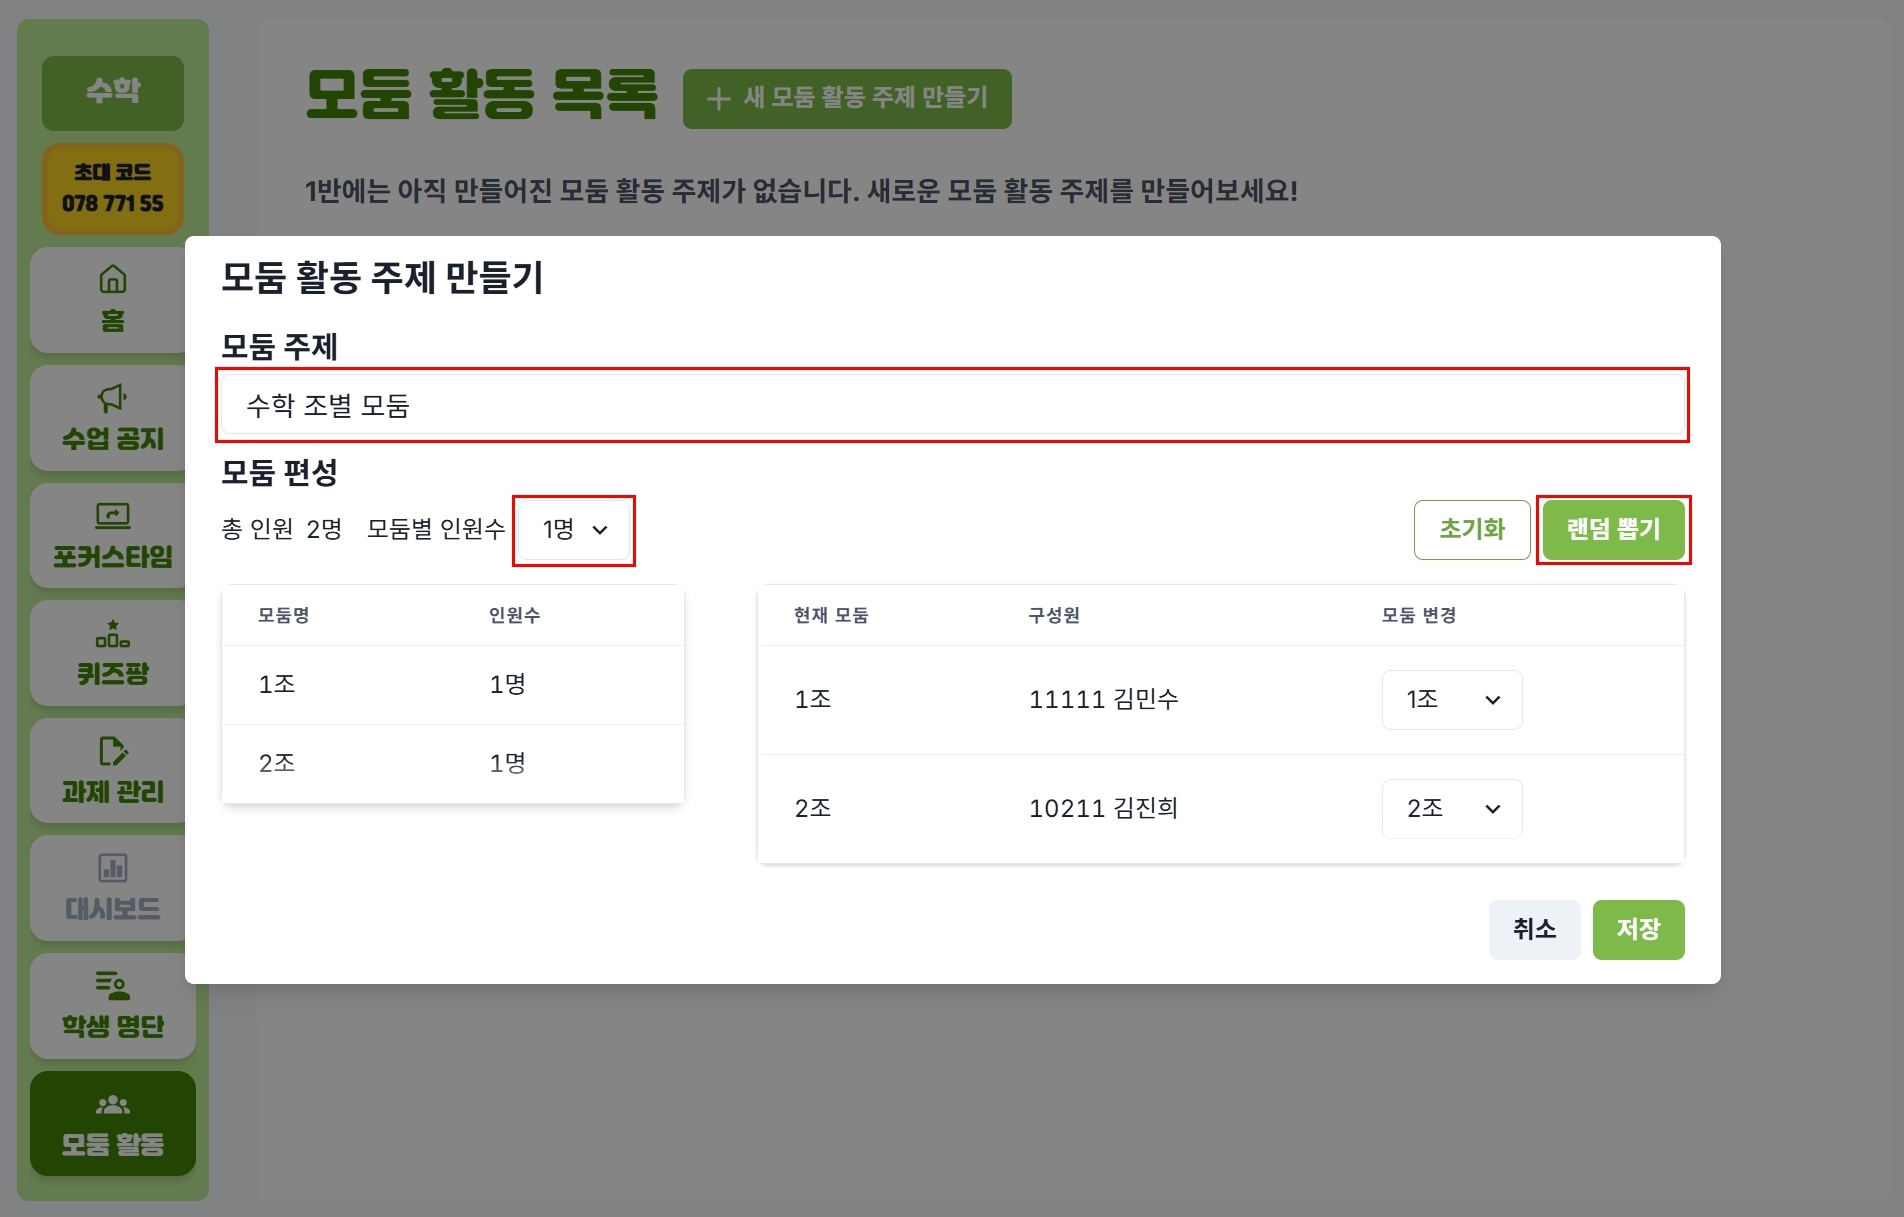 수학
초대 코드
078 771 55
홈
수업 공지
포커스타임
퀴즈팡
과제 관리
대시보드
학생 명단
모둠 활동
모둠 활동 목록
새 모둠 활동 주제 만들기
1반에는 아직 만들어진 모둠 활동 주제가 없습니다. 새로운 모둠 활동 주제를 만들어보세요!
모둠 활동 주제 만들기
모둠 주제
수학 조별 모둠
모둠 편성
총 인원 2명 모둠별 인원수 1명 초기화 랜덤 뽑기
모둠명 인원수
1조 1명
2조 1명
현재 모둠 구성원 모둠 변경
1조 11111 김민수 1조
2조 10211 김진희 2조
취소 저장